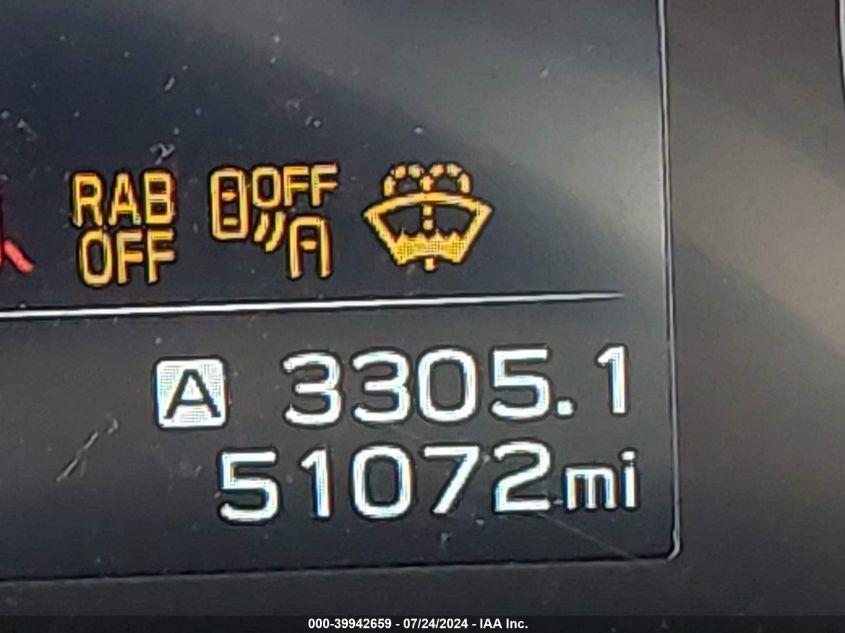 RAB OFF
OFF
A 3305.1
51072mi
000-39942659 - 07/24/2024 - IAA Inc.